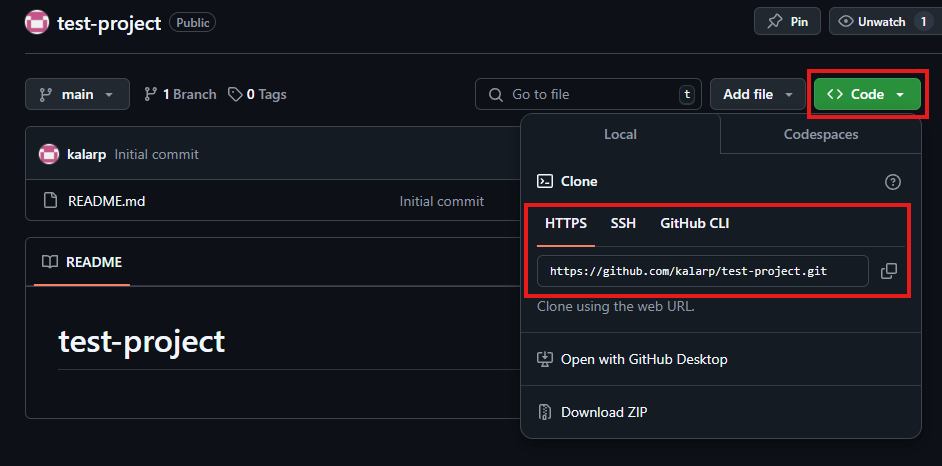 test-project Public Pin Unwatch 1
main 1 Branch 0 Tags Go to file t Add file Code
Local Codespaces
kalarp Initial commit
Clone
README.md Initial commit
HTTPS SSH GitHub CLI
README
https://github.com/kalarp/test-project.git
Clone using the web URL.
test-project
Open with GitHub Desktop
Download ZIP